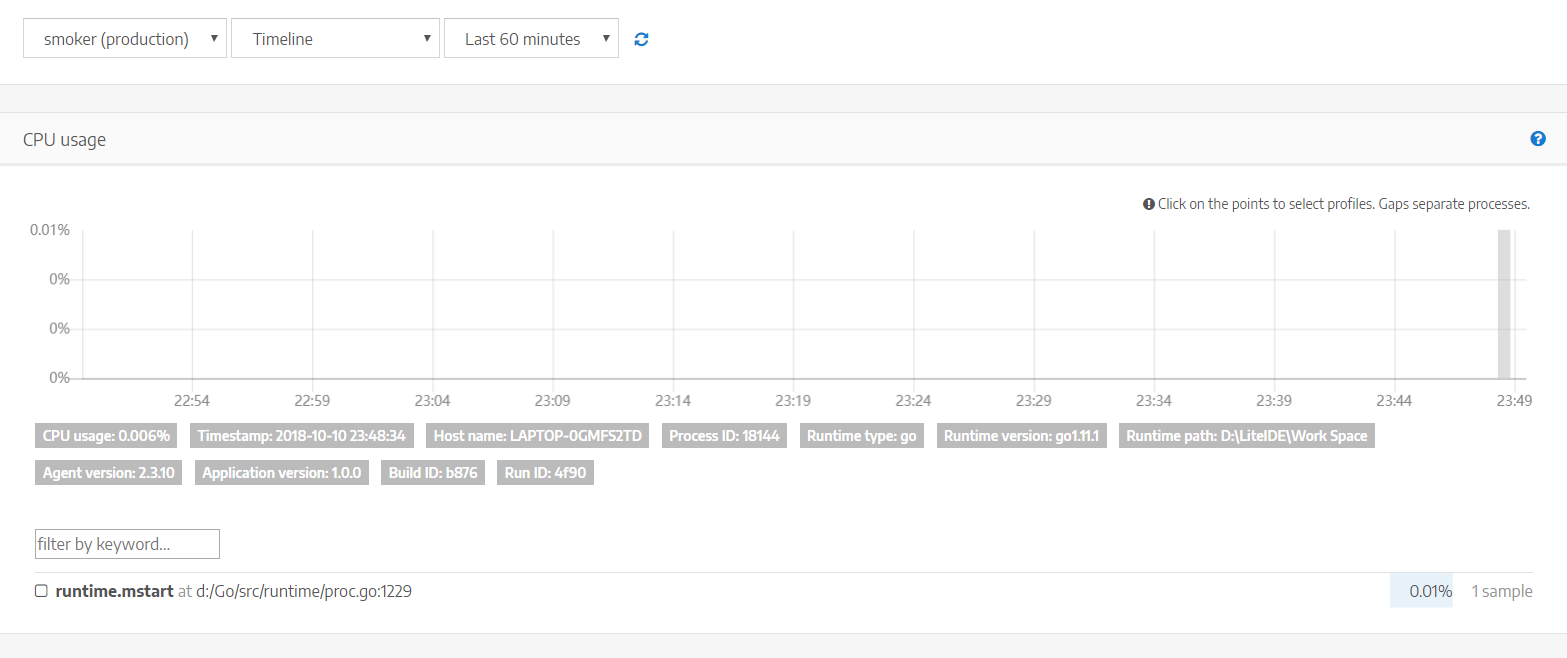 smoker (production) Timeline Last 60 minutes
CPU usage
Click on the points to select profiles. Gaps separate processes.
0.01%
0%
0%
0%
22:54 22:59 23:04 23:09 23:14 23:19 23:24 23:29 23:34 23:39 23:44 23:49
CPU usage: 0.006% Timestamp: 2018-10-10 23:48:34 Host name: LAPTOP-0GMFS2TD Process ID: 18144 Runtime type: go Runtime version: go1.11.1 Runtime path: D:\LiteIDE\Work Space
Agent version: 2.3.10 Application version: 1.0.0 Build ID: b876 Run ID: 4f90
filter by keyword...
runtime.mstart at d:/Go/src/runtime/proc.go:1229 0.01% 1 sample